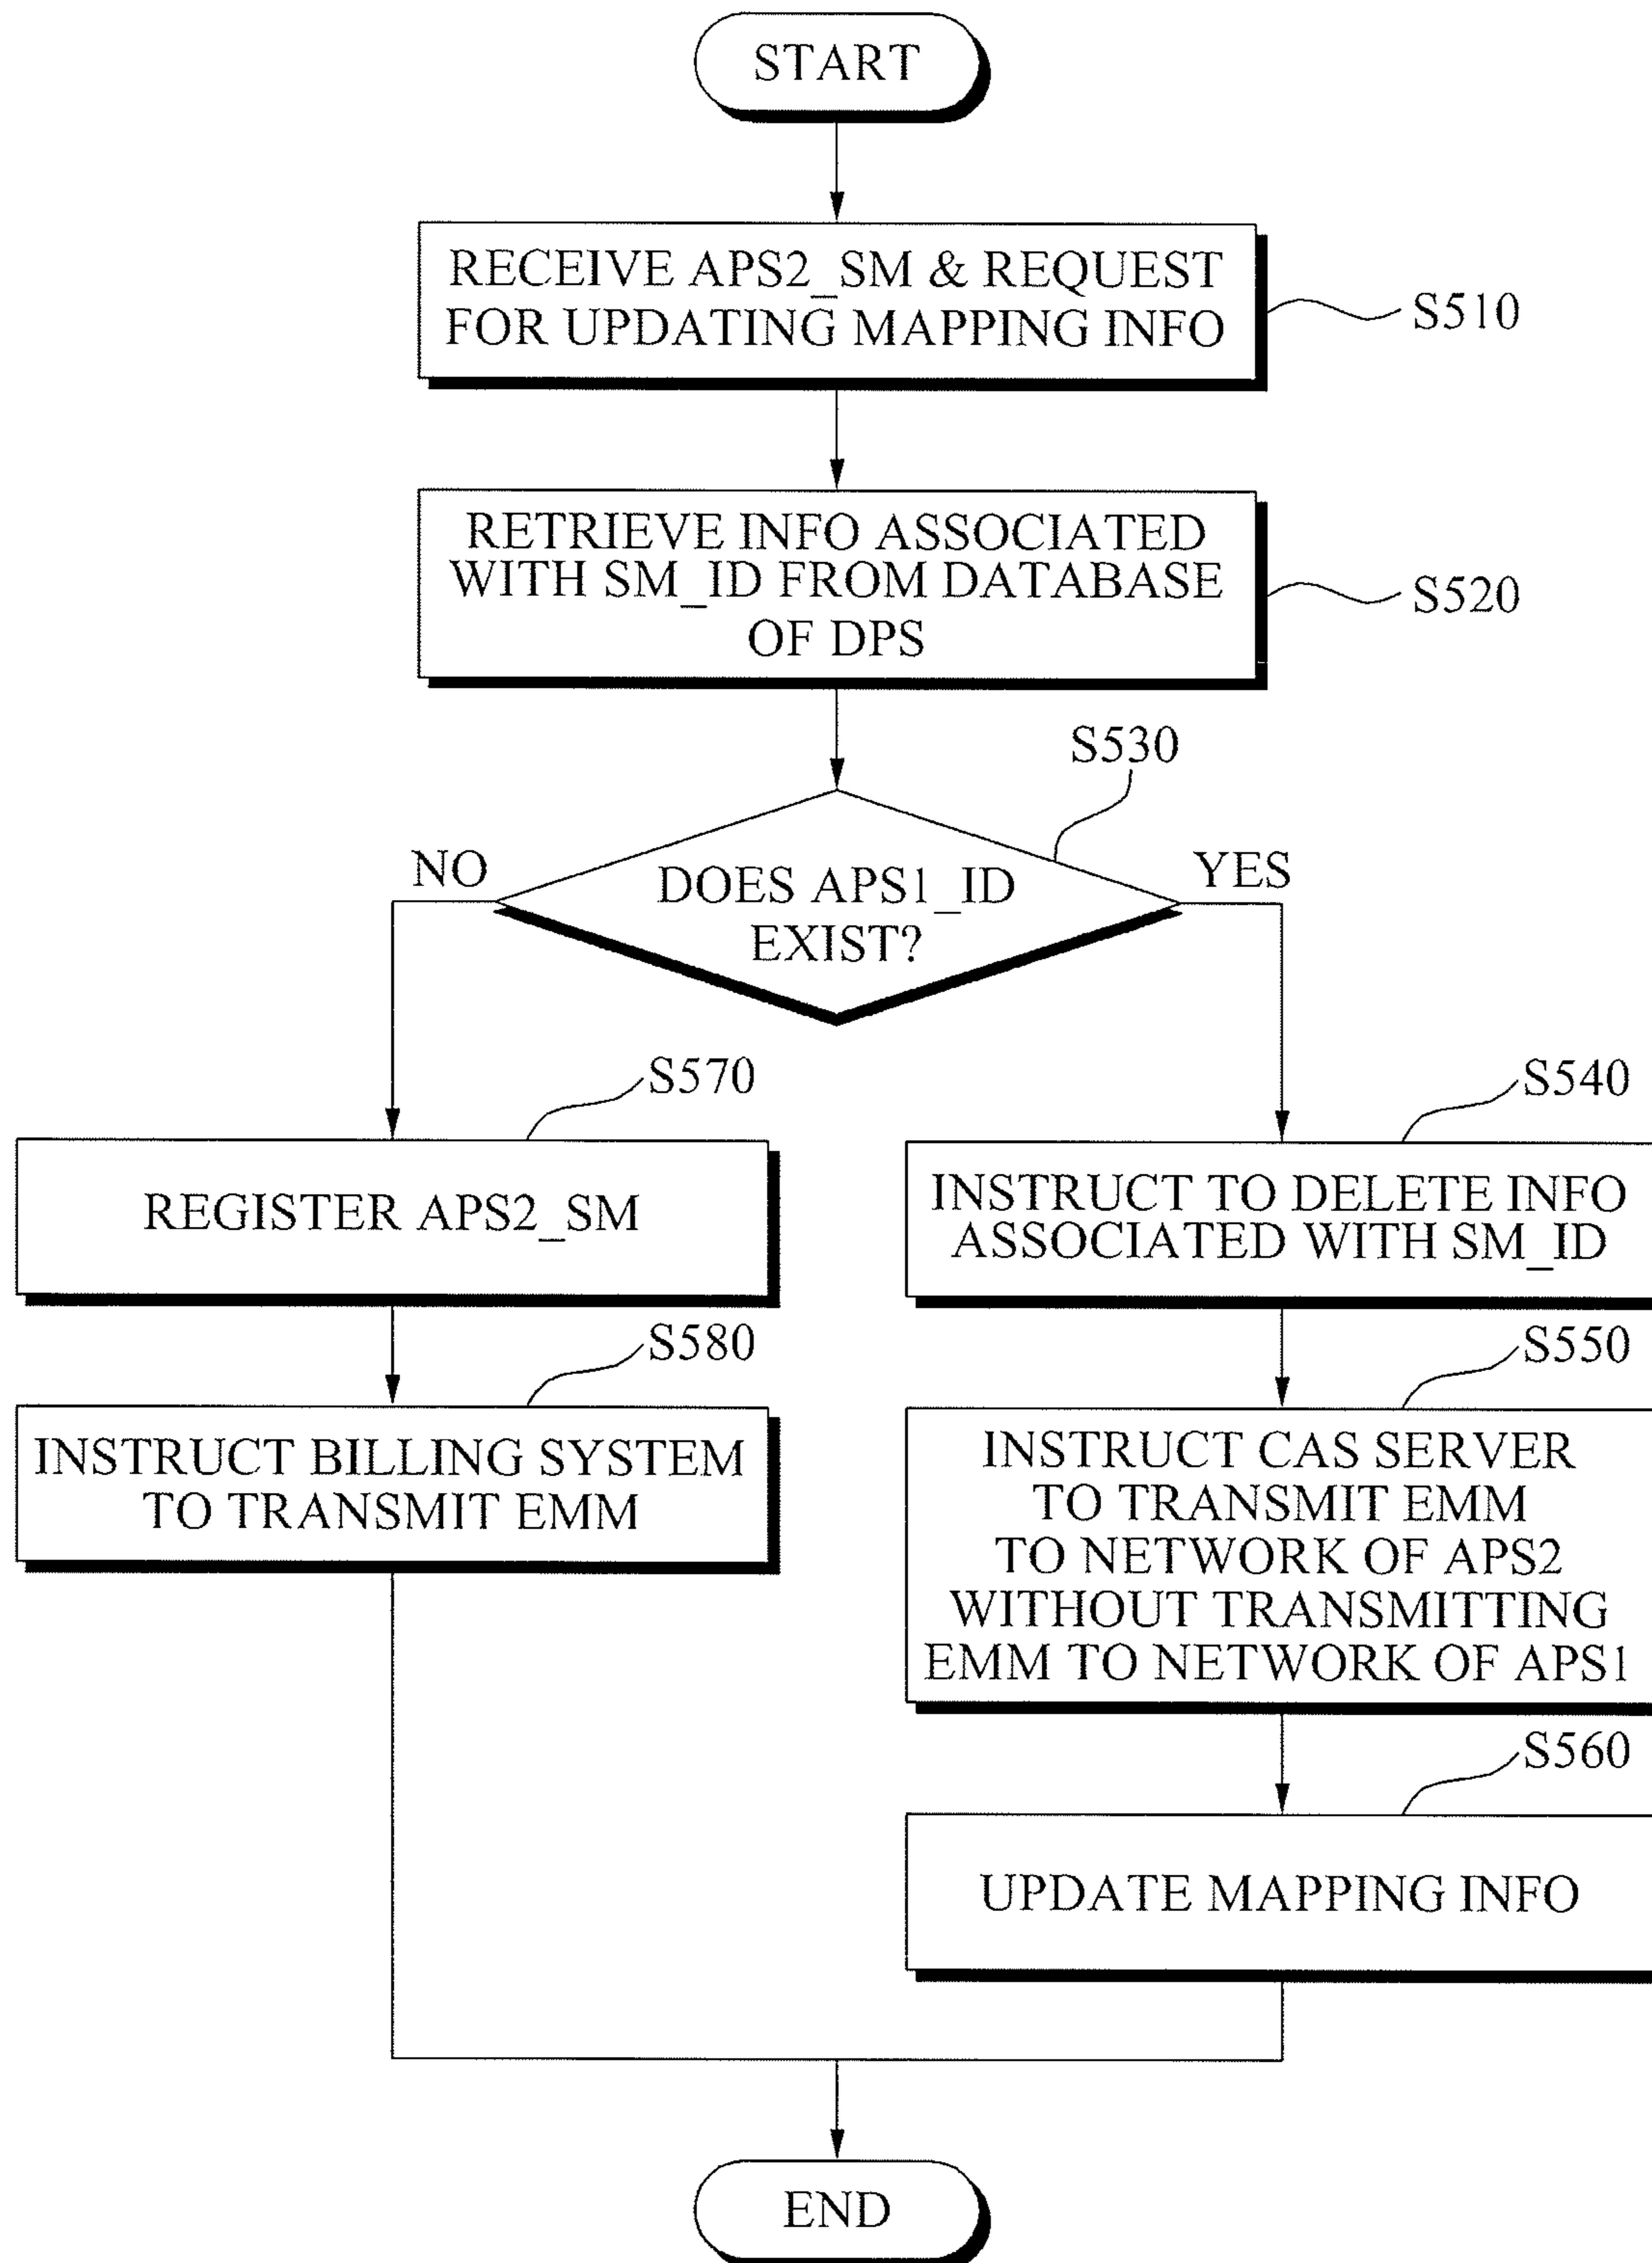 START
RECEIVE APS2_SM & REQUEST
FOR UPDATING MAPPING INFO
S510
RETRIEVE INFO ASSOCIATED
WITH SM_ID FROM DATABASE
OF DPS
S520
S530
NO
YES
DOES APS1_ID
EXIST?
S570
REGISTER APS2_SM
S580
INSTRUCT BILLING SYSTEM
TO TRANSMIT EMM
S540
INSTRUCT TO DELETE INFO
ASSOCIATED WITH SM_ID
S550
INSTRUCT CAS SERVER
TO TRANSMIT EMM
TO NETWORK OF APS2
WITHOUT TRANSMITTING
EMM TO NETWORK OF APS1
S560
UPDATE MAPPING INFO
END